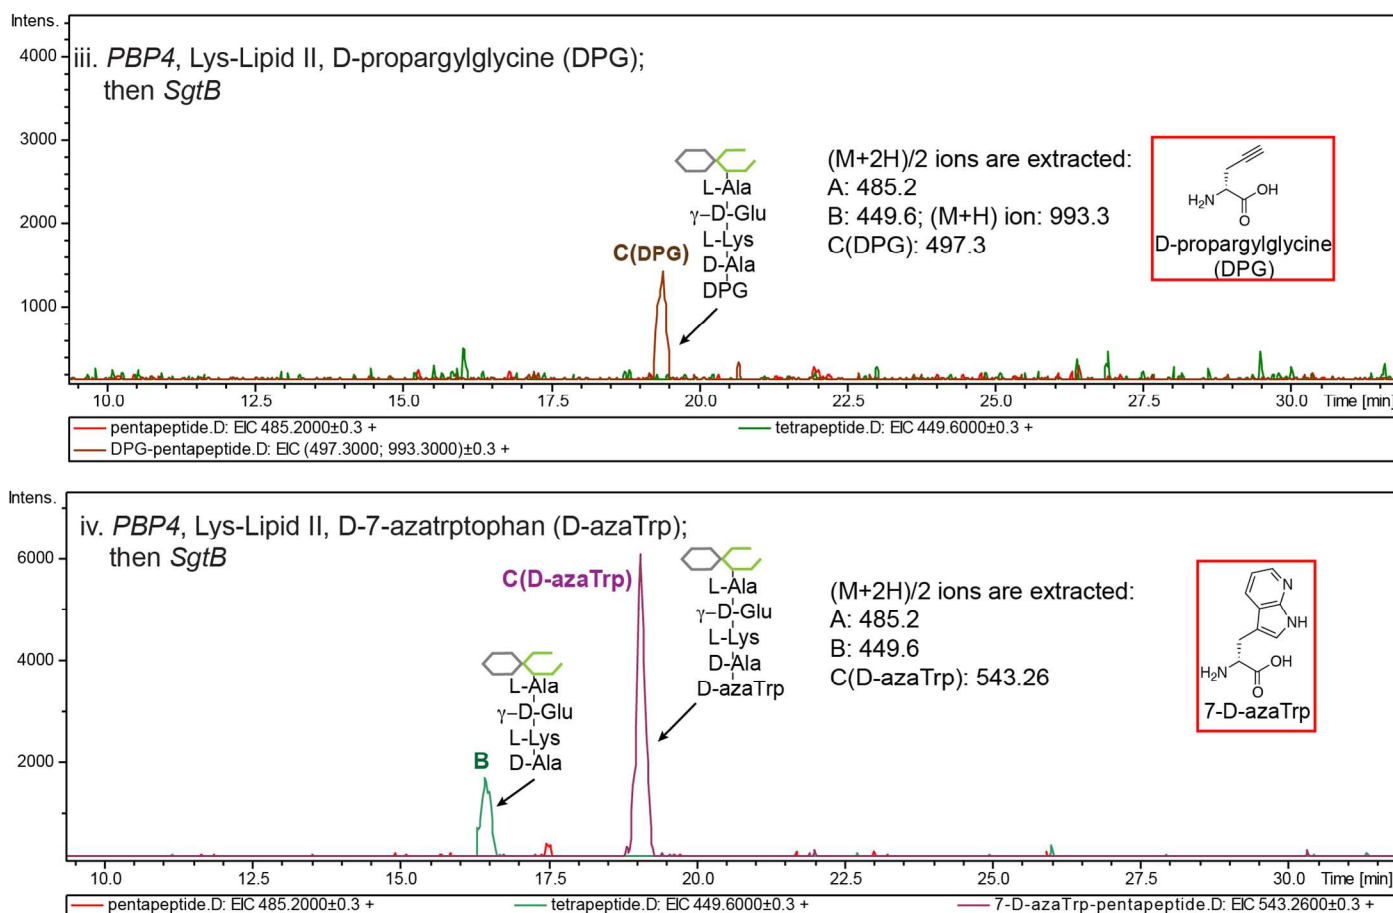 Intens.
4000
3000
2000
1000
iii. PBP4, Lys-Lipid II, D-propargylglycine (DPG);
then SgtB
C(DPG)
L-Ala
γ–D-Glu
L-Lys
D-Ala
DPG
(M+2H)/2 ions are extracted:
A: 485.2
B: 449.6; (M+H) ion: 993.3
C(DPG): 497.3
H₂N
OH
O
D-propargylglycine
(DPG)
10.0 12.5 15.0 17.5 20.0 22.5 25.0 27.5 30.0 Time [min]
pentapeptide.D: EIC 485.2000±0.3 + tetrapeptide.D: EIC 449.6000±0.3 +
DPG-pentapeptide.D: EIC (497.3000; 993.3000)±0.3 +
Intens.
6000
4000
2000
iv. PBP4, Lys-Lipid II, D-7-azatrptophan (D-azaTrp);
then SgtB
B
L-Ala
γ–D-Glu
L-Lys
D-Ala
C(D-azaTrp)
L-Ala
γ–D-Glu
L-Lys
D-Ala
D-azaTrp
(M+2H)/2 ions are extracted:
A: 485.2
B: 449.6
C(D-azaTrp): 543.26
N
NH
H₂N
OH
O
7-D-azaTrp
10.0 12.5 15.0 17.5 20.0 22.5 25.0 27.5 30.0 Time [min]
pentapeptide.D: EIC 485.2000±0.3 + tetrapeptide.D: EIC 449.6000±0.3 + 7-D-azaTrp-pentapeptide.D: EIC 543.2600±0.3 +